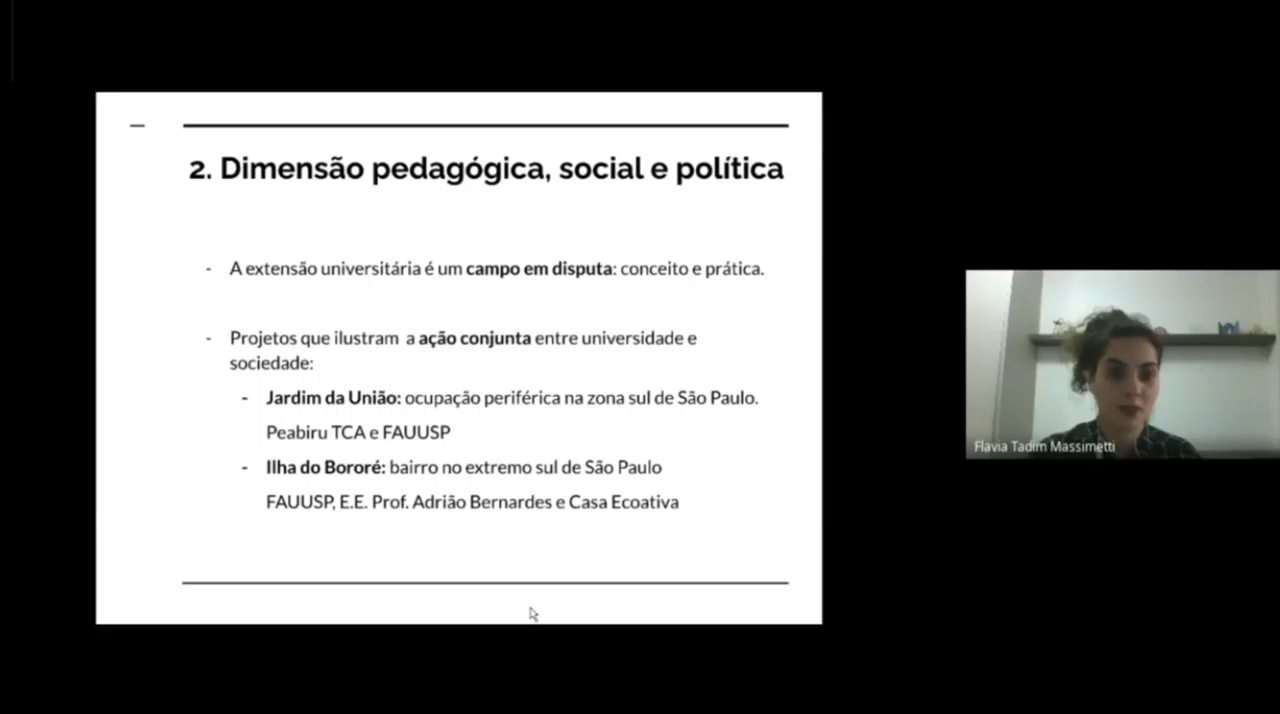 2. Dimensão pedagógica, social e política
- A extensão universitária é um campo em disputa: conceito e prática.
- Projetos que ilustram a ação conjunta entre universidade e
sociedade:
- Jardim da União: ocupação periférica na zona sul de São Paulo.
Peabiru TCA e FAUUSP
- Ilha do Bororé: bairro no extremo sul de São Paulo
FAUUSP, E.E. Prof. Adrião Bernardes e Casa Ecoativa
Flavia Tadim Massimetti